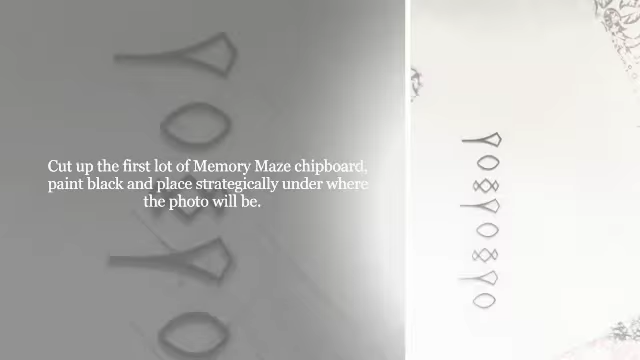 Cut up the first lot of Memory Maze chipboard,
paint black and place strategically under where
the photo will be.